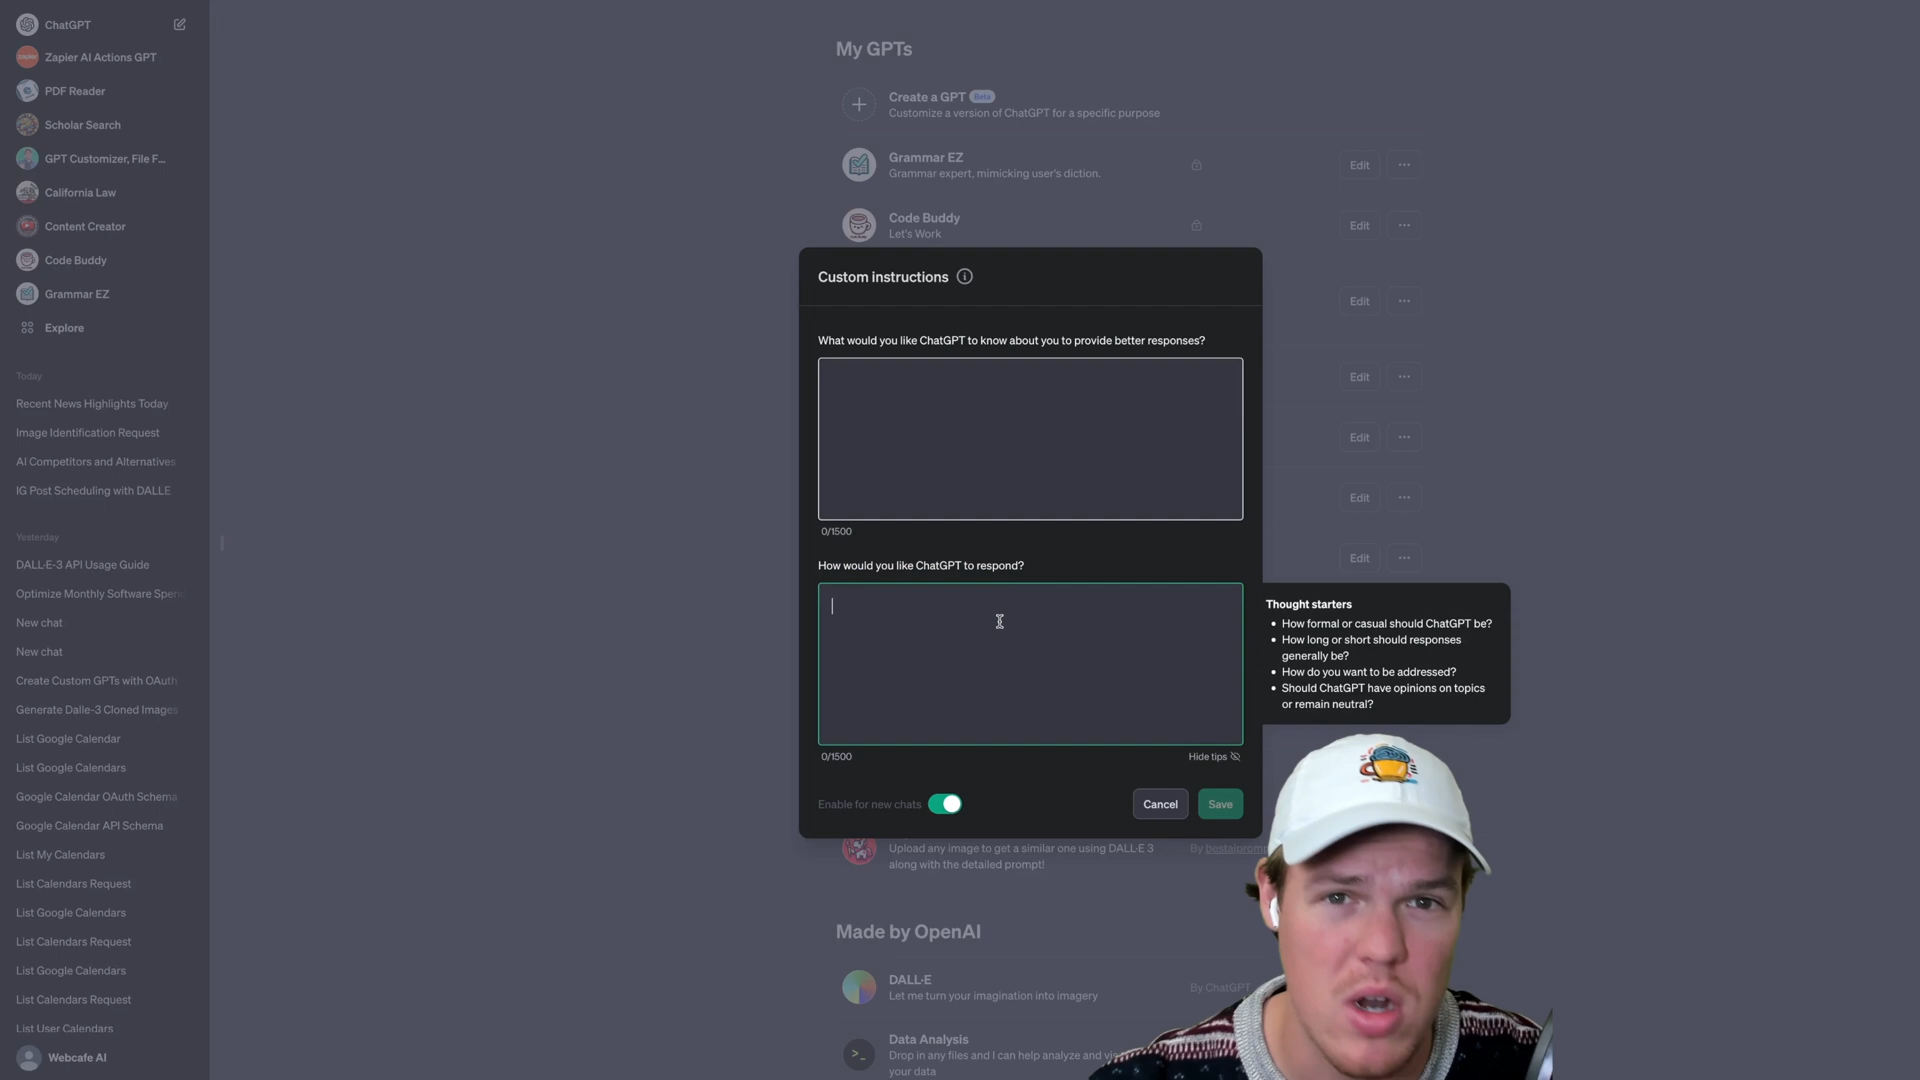 ChatGPT
Zapier AI Actions GPT
PDF Reader
Scholar Search
GPT Customizer, File F...
California Law
Content Creator
Code Buddy
Grammar EZ
Explore
Today
Recent News Highlights Today
Image Identification Request
AI Competitors and Alternatives
IG Post Scheduling with DALLE
Yesterday
DALL·E-3 API Usage Guide
Optimize Monthly Software Spend
New chat
New chat
Create Custom GPTs with OAuth
Generate Dalle-3 Cloned Images
List Google Calendar
List Google Calendars
Google Calendar OAuth Schema
Google Calendar API Schema
List My Calendars
List Calendars Request
List Google Calendars
List Calendars Request
List Google Calendars
List Calendars Request
List User Calendars
Webcafe AI
My GPTs
Create a GPT Beta
Customize a version of ChatGPT for a specific purpose
Grammar EZ
Grammar expert, mimicking user's diction.
Edit
Code Buddy
Let's Work
Edit
Edit
Edit
Edit
Edit
Edit
Custom instructions
What would you like ChatGPT to know about you to provide better responses?
0/1500
How would you like ChatGPT to respond?
0/1500
Hide tips
Enable for new chats
Cancel
Save
Thought starters
• How formal or casual should ChatGPT be?
• How long or short should responses
generally be?
• How do you want to be addressed?
• Should ChatGPT have opinions on topics
or remain neutral?
Upload any image to get a similar one using DALL·E 3
along with the detailed prompt!
By bestaiprom
Made by OpenAI
DALL·E
Let me turn your imagination into imagery
By ChatGPT
Data Analysis
Drop in any files and I can help analyze and
your data